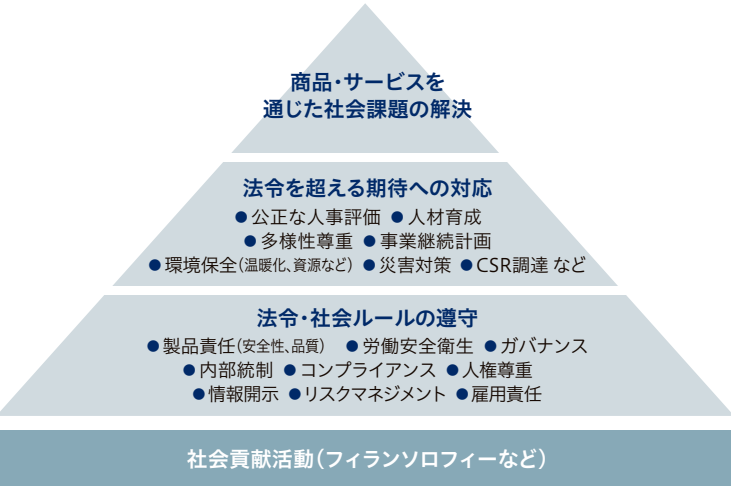 商品・サービスを
通じた社会課題の解決
法令を超える期待への対応
●公正な人事評価 ●人材育成
●多様性尊重 ●事業継続計画
●環境保全(温暖化、資源など) ●災害対策 ●CSR調達 など
法令・社会ルールの遵守
●製品責任(安全性、品質) ●労働安全衛生 ●ガバナンス
●内部統制 ●コンプライアンス ●人権尊重
●情報開示 ●リスクマネジメント ●雇用責任
社会貢献活動(フィランソロフィーなど)